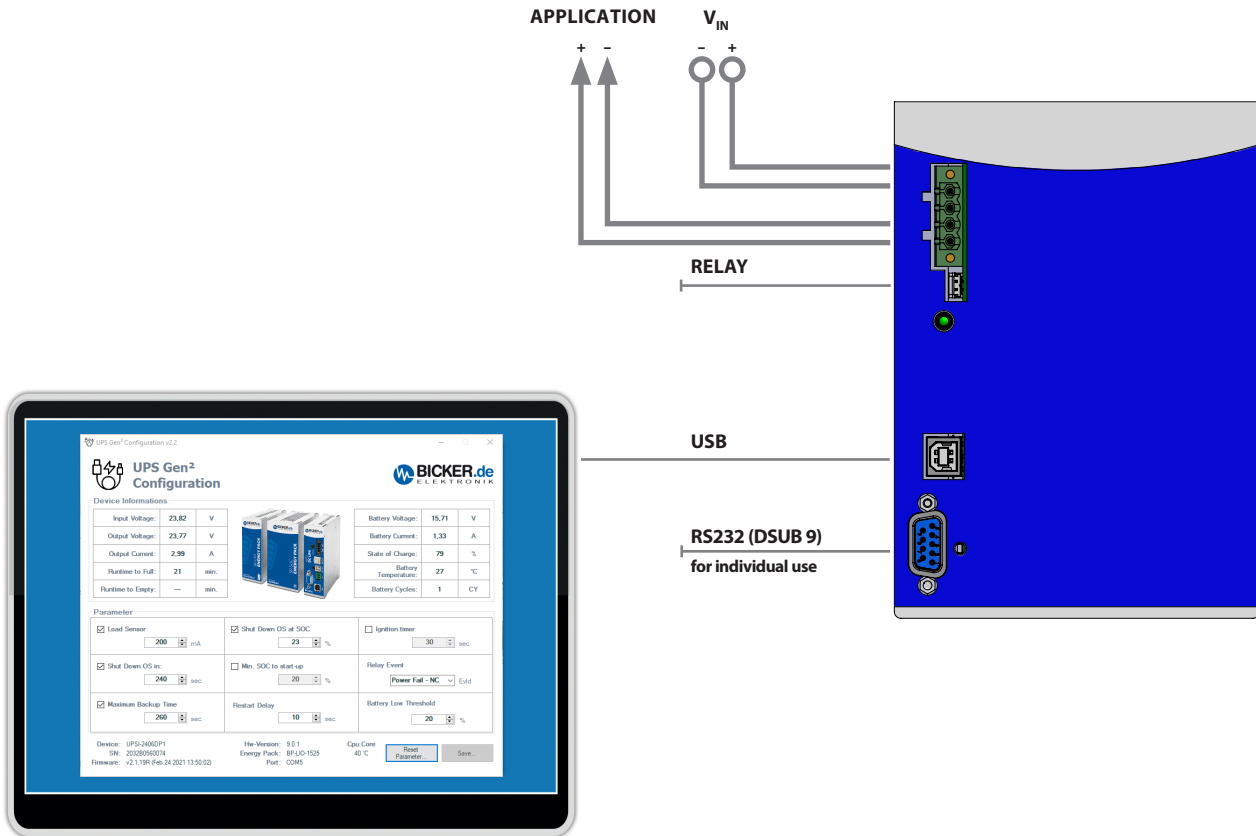 APPLICATION
V_IN
+ –
– +
RELAY
USB
RS232 (DSUB 9)
for individual use
UPS Gen² Configuration v2.2
UPS Gen²
Configuration
BICKER.de
ELEKTRONIK
Device Informations
Input Voltage: 23,82 V
Output Voltage: 23,77 V
Output Current: 2,99 A
Runtime to Full: 21 min.
Runtime to Empty: — min.
Battery Voltage: 15,71 V
Battery Current: 1,33 A
State of Charge: 79 %
Battery
Temperature: 27 °C
Battery Cycles: 1 CY
Parameter
Load Sensor
200 mA
Shut Down OS at SOC
23 %
Ignition timer
30 sec.
Shut Down OS in:
240 sec.
Min. SOC to start-up
20 %
Relay Event
Power Fail - NC EvId
Maximum Backup Time
260 sec.
Restart Delay
10 sec.
Battery Low Threshold
20 %
Device: UPSI-2406DP1
SN: 2032B0560074
Firmware: v2.1.19R (Feb 24 2021 13:50:02)
Hw-Version: 9.0.1
Energy Pack: BP-LIO-1525
Port: COM5
Cpu Core
40 °C
Reset
Parameter...
Save...